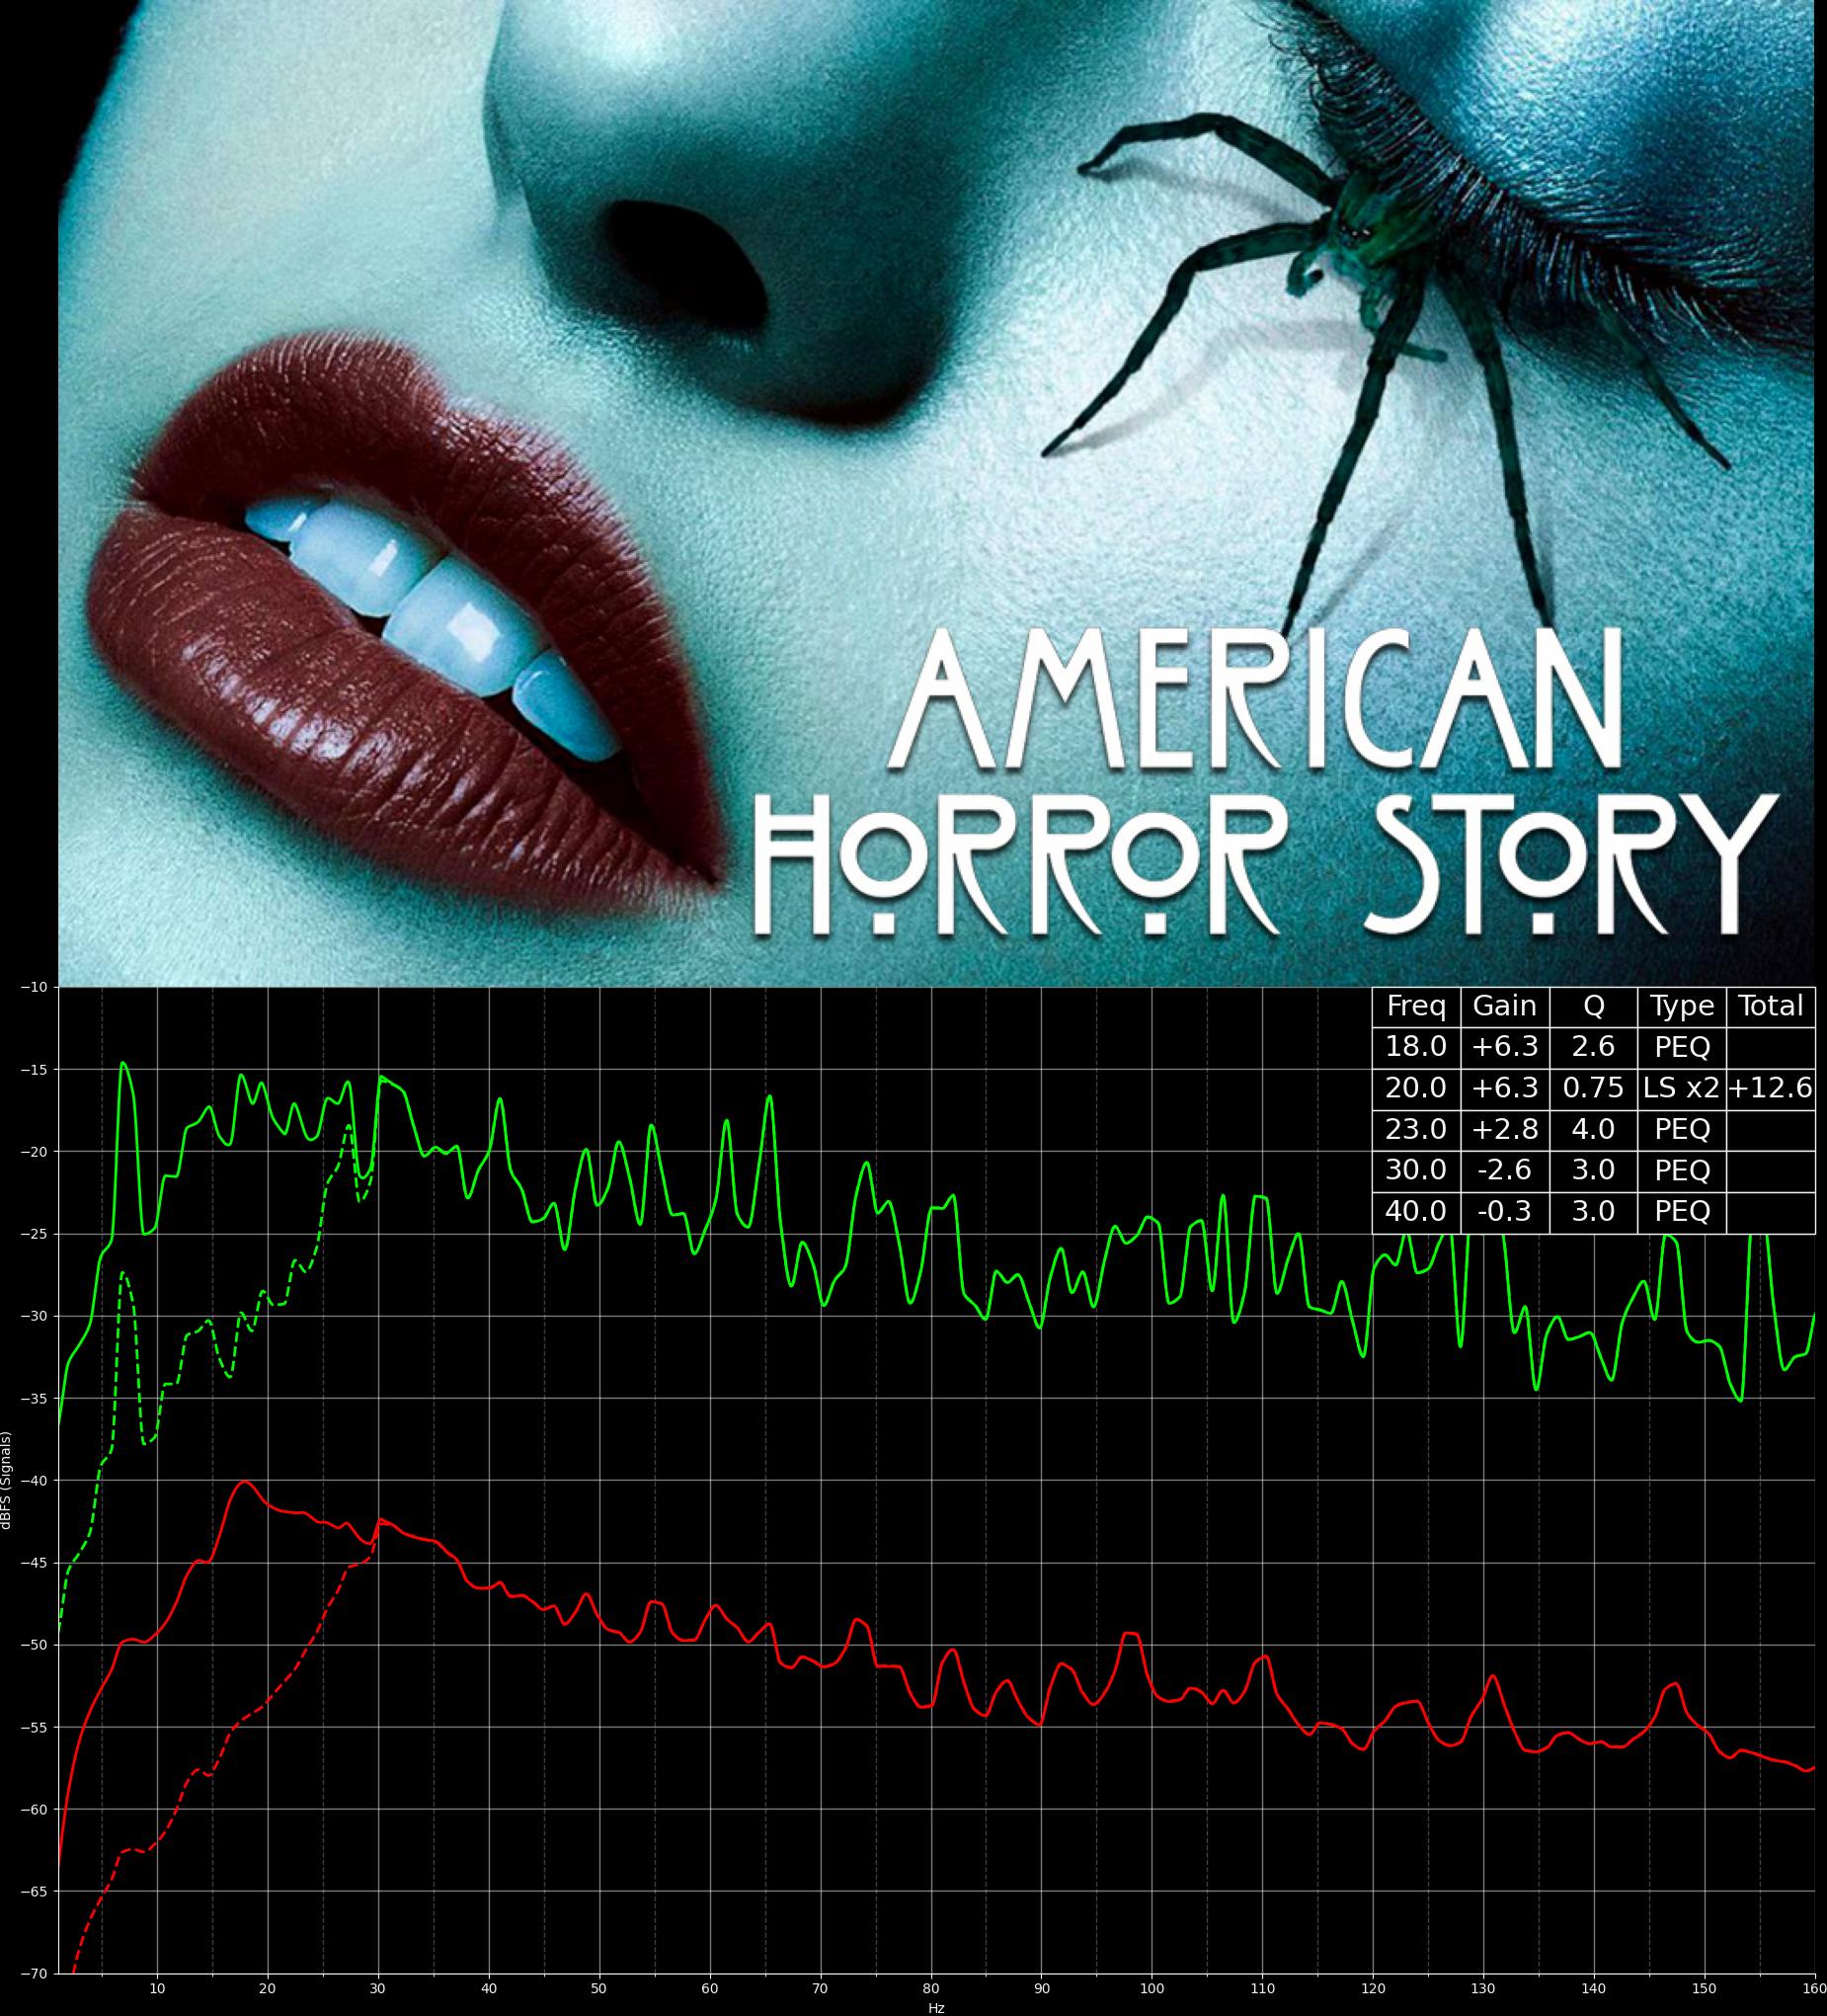 AMERICAN
HORROR STORY
Freq Gain Q Type Total
18.0 +6.3 2.6 PEQ
20.0 +6.3 0.75 LS x2 +12.6
23.0 +2.8 4.0 PEQ
30.0 -2.6 3.0 PEQ
40.0 -0.3 3.0 PEQ
−10
−15
−20
−25
−30
−35
−40
−45
−50
−55
−60
−65
−70
dBFS (Signals)
10 20 30 40 50 60 70 80 90 100 110 120 130 140 150 160
Hz